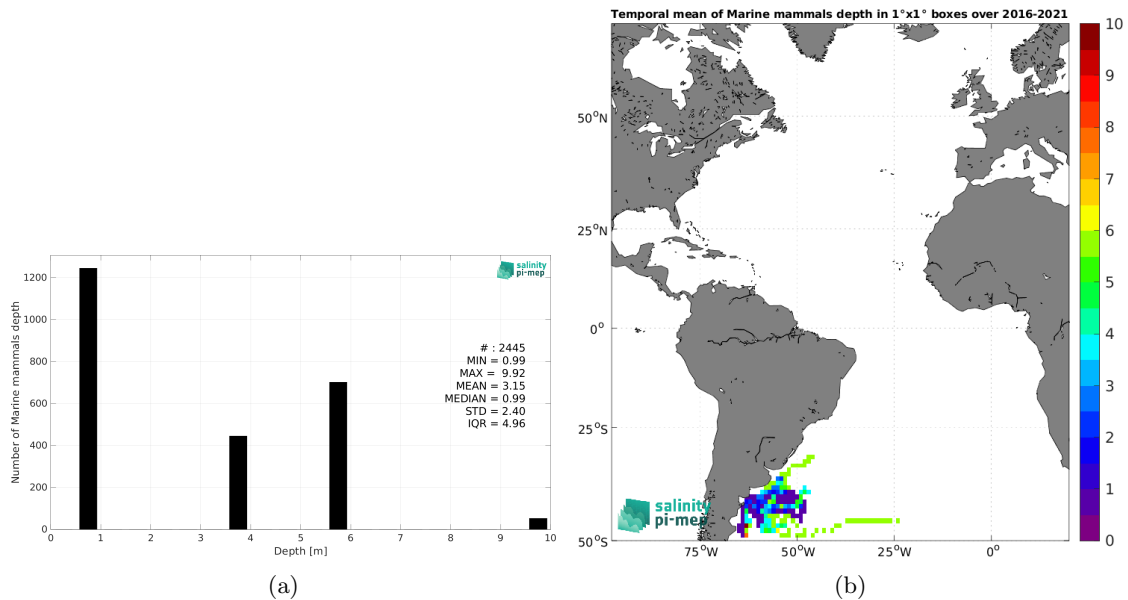 Temporal mean of Marine mammals depth in 1°x1° boxes over 2016-2021
salinity
pi-mep
# : 2445
MIN = 0.99
MAX = 9.92
MEAN = 3.15
MEDIAN = 0.99
STD = 2.40
IQR = 4.96
Number of Marine mammals depth
1200
1000
800
600
400
200
0
0 1 2 3 4 5 6 7 8 9 10
Depth [m]
(a)
50°N
25°N
0°
25°S
50°S
75°W 50°W 25°W 0°
salinity
pi-mep
10
9
8
7
6
5
4
3
2
1
0
(b)